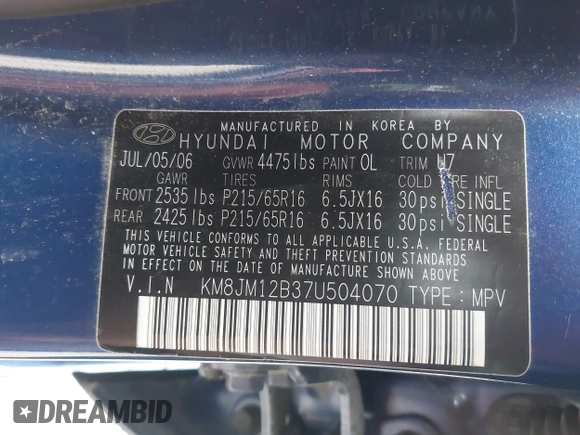 MANUFACTURED IN KOREA BY
HYUNDAI MOTOR COMPANY
JUL/05/06 GVWR 4475lbs PAINT OL TRIM U7
GAWR TIRES RIMS COLD INFL
FRONT 2535lbs P215/65R16 6.5JX16 30psi SINGLE
REAR 2425lbs P215/65R16 6.5JX16 30psi SINGLE
THIS VEHICLE CONFORMS TO ALL APPLICABLE U.S.A. FEDERAL
MOTOR VEHICLE SAFETY AND THEFT PREVENTION STANDARDS
IN EFFECT ON THE DATE OF MANUFACTURE SHOWN ABOVE.
V.I.N KM8JM12B37U504070 TYPE : MPV
DREAMBID